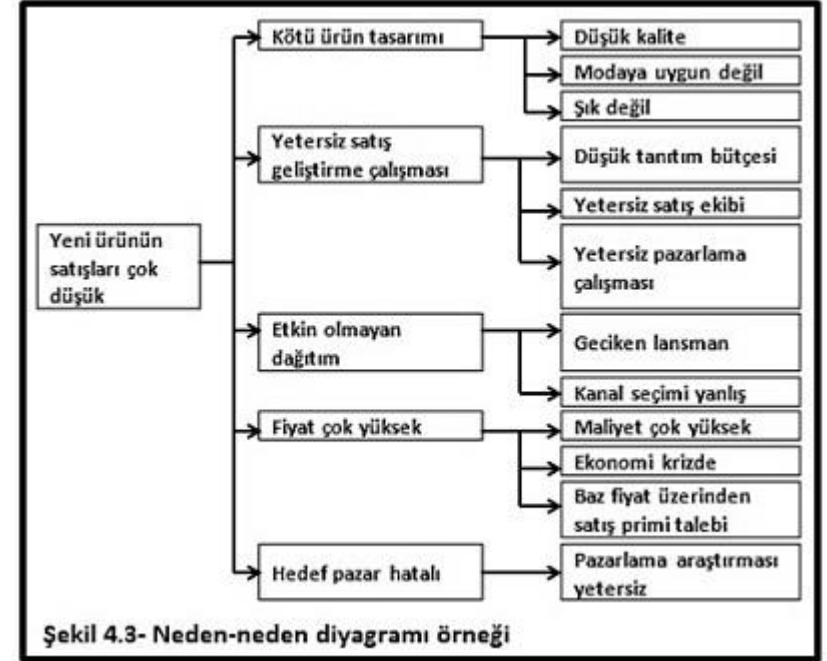 Yeni ürünün
satışları çok
düşük
Kötü ürün tasarımı
Düşük kalite
Modaya uygun değil
Şık değil
Yetersiz satış
geliştirme çalışması
Düşük tanıtım bütçesi
Yetersiz satış ekibi
Yetersiz pazarlama
çalışması
Etkin olmayan
dağıtım
Geciken lansman
Kanal seçimi yanlış
Fiyat çok yüksek
Maliyet çok yüksek
Ekonomi krizde
Baz fiyat üzerinden
satış primi talebi
Hedef pazar hatalı
Pazarlama araştırması
yetersiz
Şekil 4.3- Neden-neden diyagramı örneği